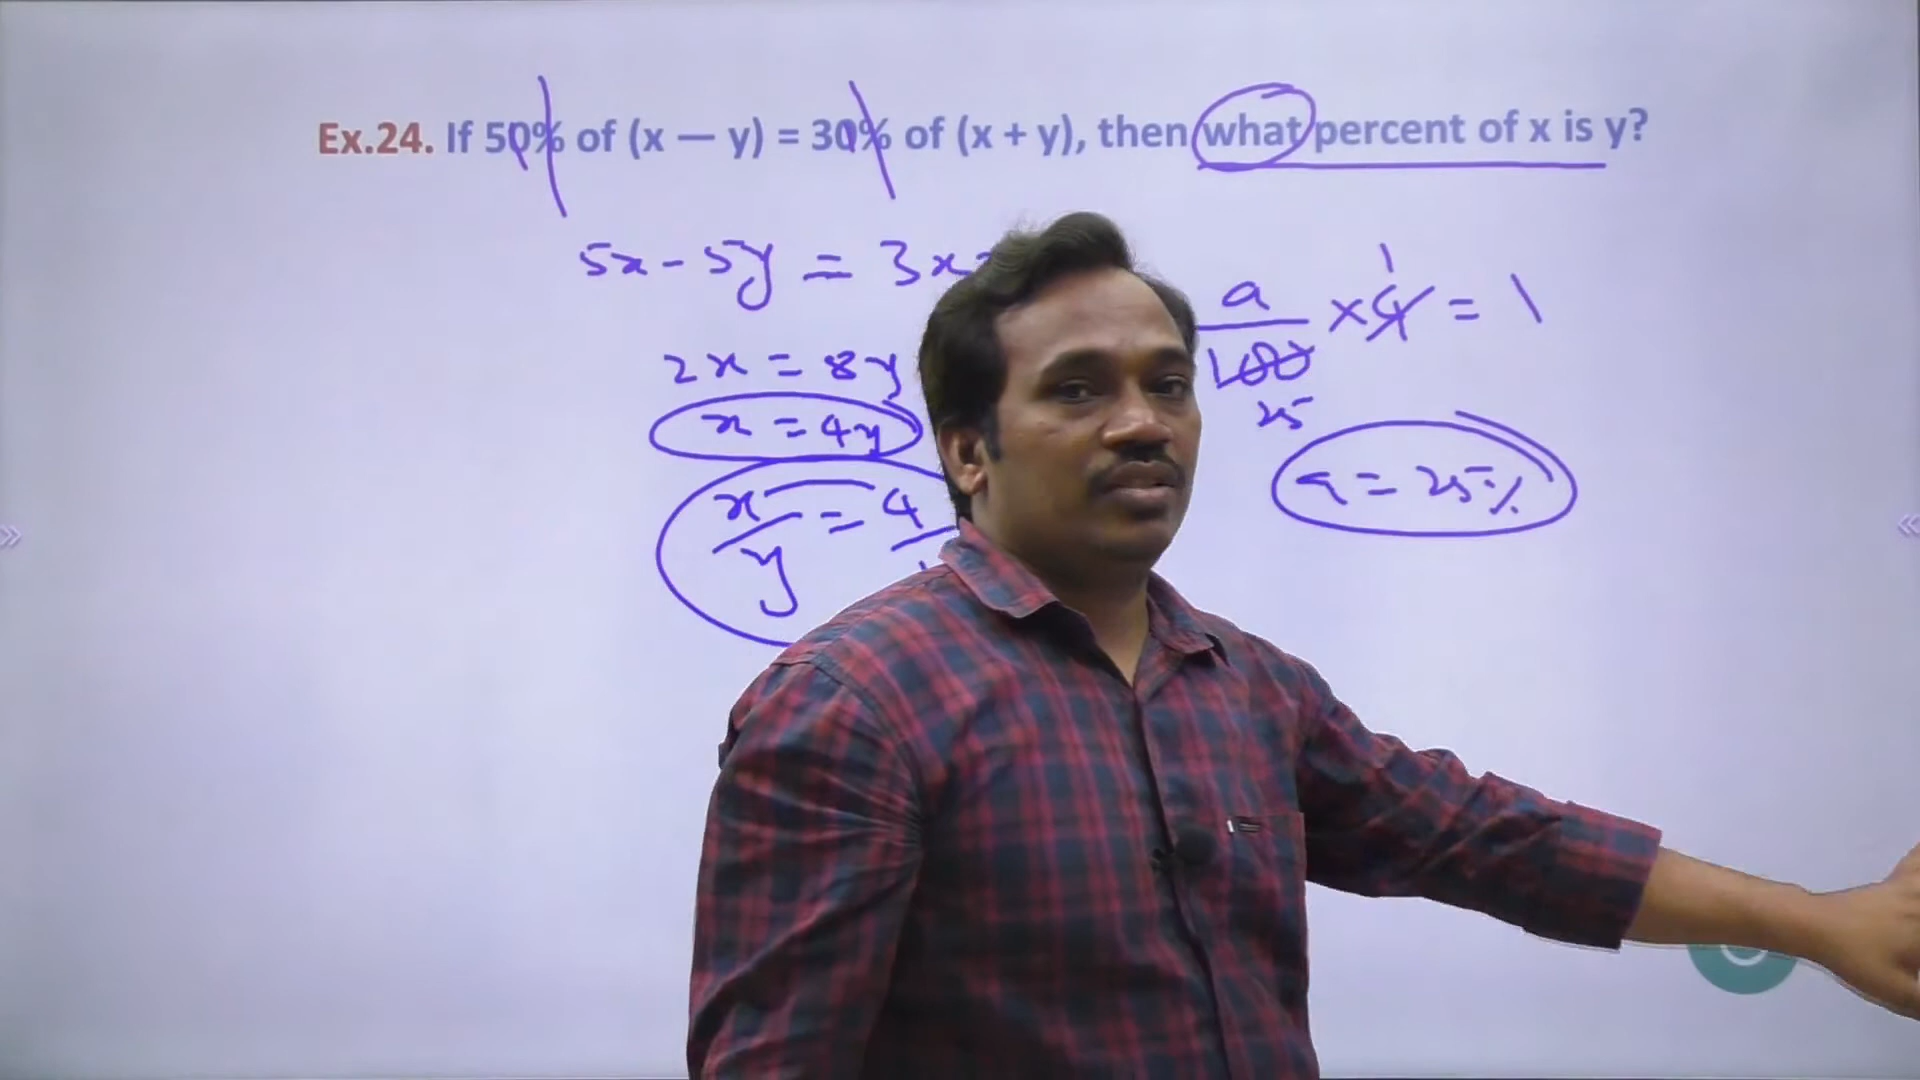 Ex.24. If 50% of (x — y) = 30% of (x + y), then what percent of x is y?
5x - 5y = 3x
2x = 8y
x = 4y
x/y = 4
a/100 × 4 = 1
1
25
a = 25%